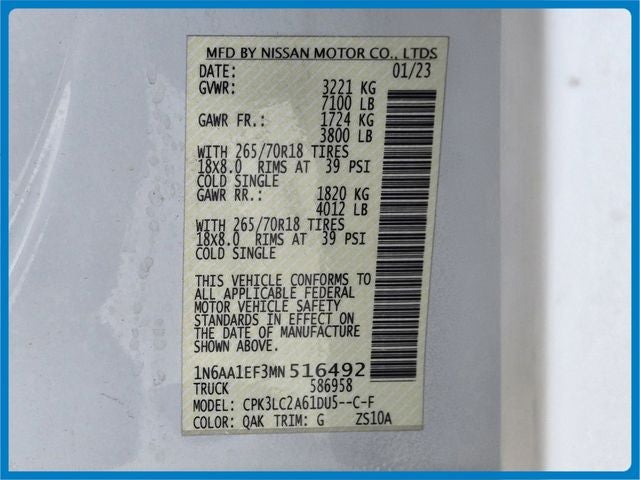 MFD BY NISSAN MOTOR CO., LTDS
DATE: 01/23
GVWR: 3221 KG
7100 LB
GAWR FR.: 1724 KG
3800 LB
WITH 265/70R18 TIRES
18X8.0 RIMS AT 39 PSI
COLD SINGLE
GAWR RR.: 1820 KG
4012 LB
WITH 265/70R18 TIRES
18X8.0 RIMS AT 39 PSI
COLD SINGLE
THIS VEHICLE CONFORMS TO
ALL APPLICABLE FEDERAL
MOTOR VEHICLE SAFETY
STANDARDS IN EFFECT ON
THE DATE OF MANUFACTURE
SHOWN ABOVE.
1N6AA1EF3MN516492
TRUCK 586958
MODEL: CPK3LC2A61DU5--C-F
COLOR: QAK TRIM: G ZS10A